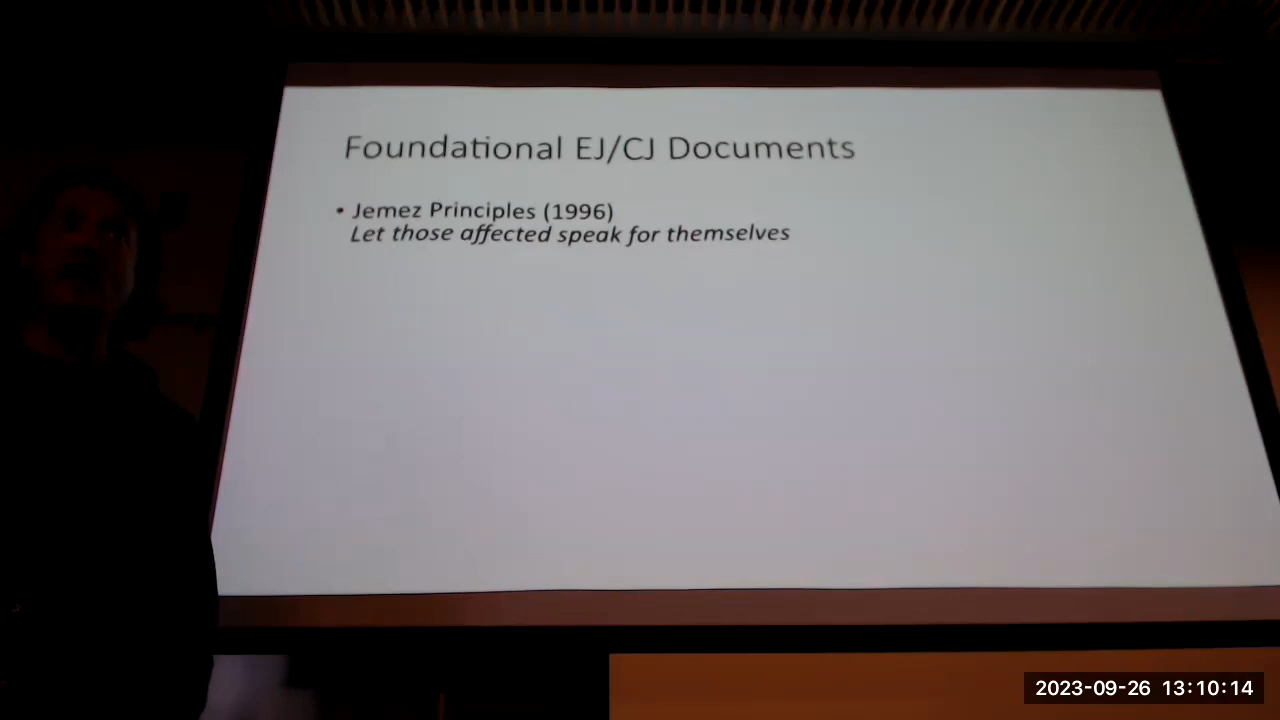 Foundational EJ/CJ Documents
• Jemez Principles (1996)
Let those affected speak for themselves
2023-09-26 13:10:14